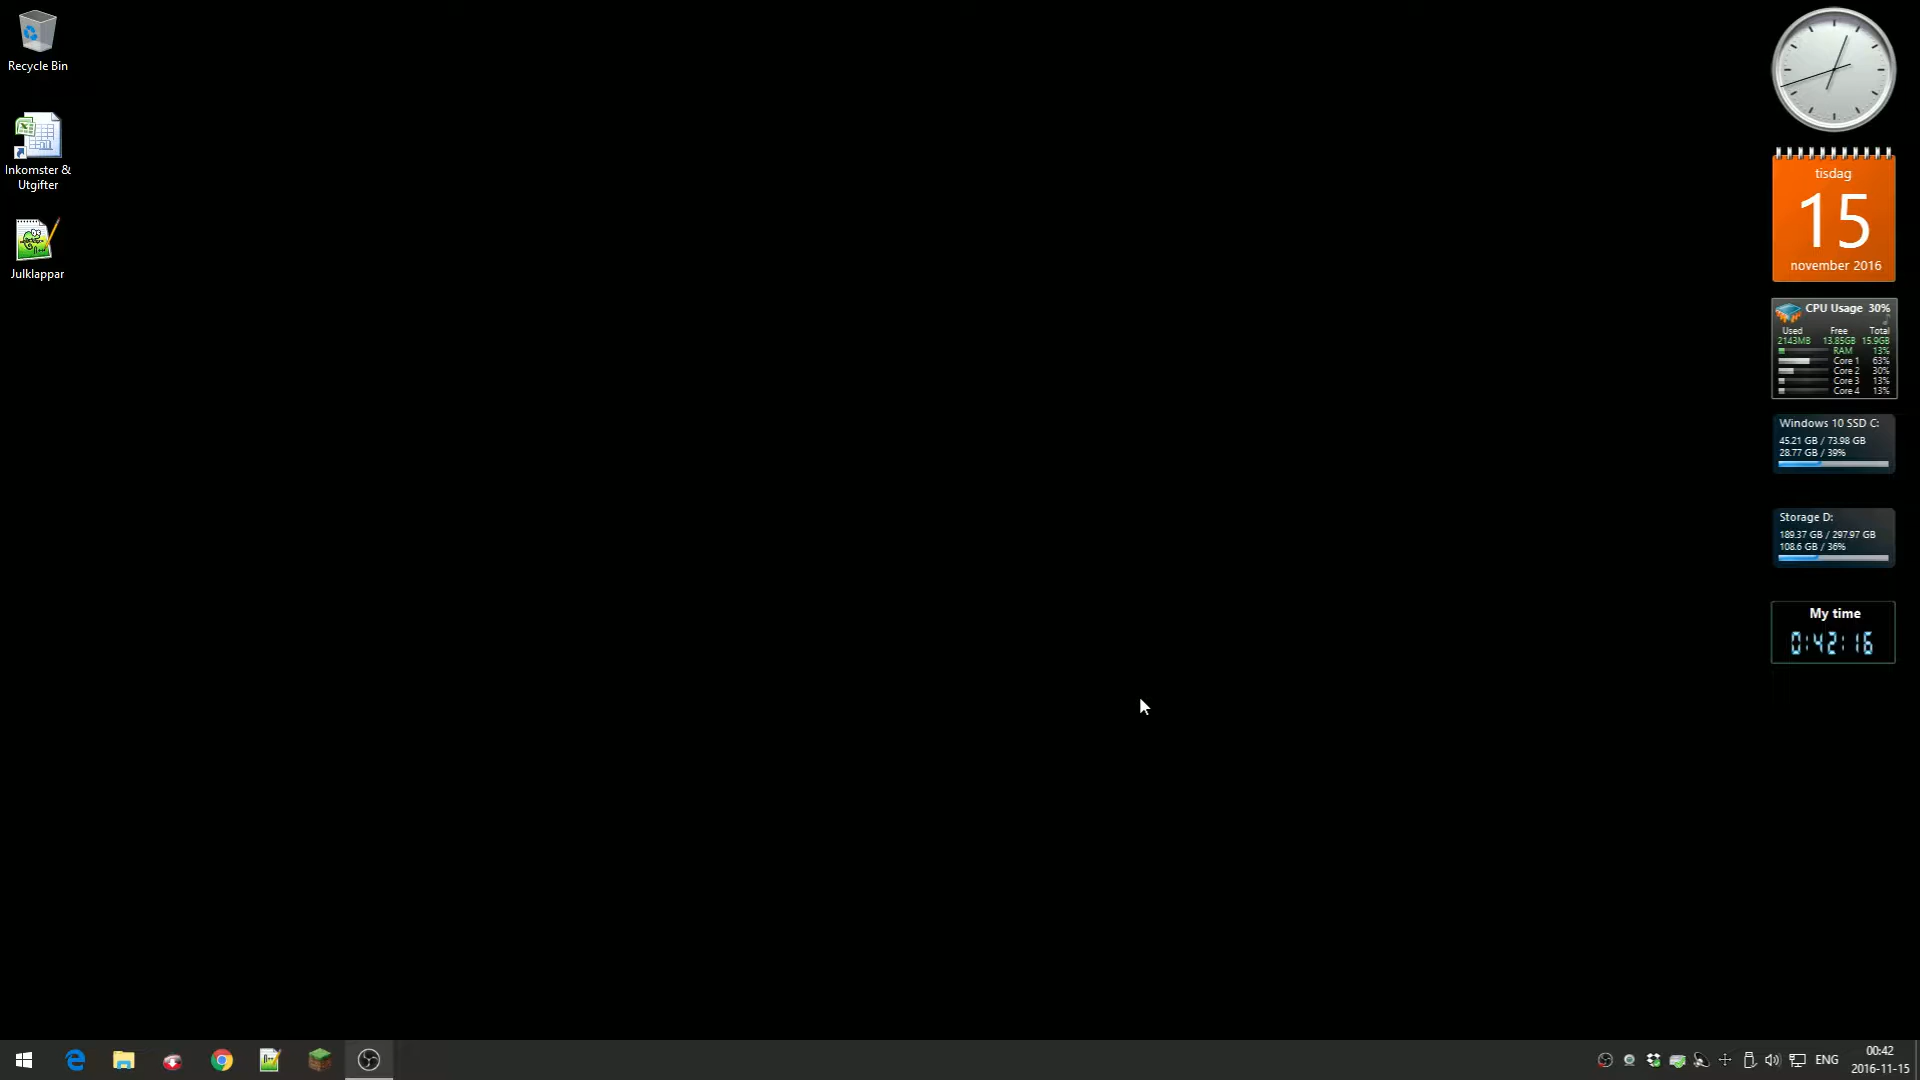 Recycle Bin
Inkomster &
Utgifter
Julklappar
tisdag
15
november 2016
CPU Usage 30%
Used Free Total
2143MB 13.85GB 15.9GB
RAM 13%
Core 1 63%
Core 2 30%
Core 3 13%
Core 4 13%
Windows 10 SSD C:
45.21 GB / 73.98 GB
28.77 GB / 39%
Storage D:
189.37 GB / 297.97 GB
108.6 GB / 36%
My time
0:42:16
ENG
00:42
2016-11-15